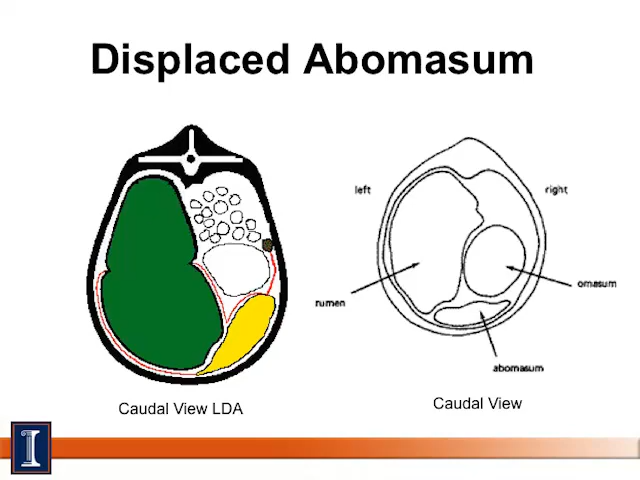 Displaced Abomasum
left
right
rumen
omasum
abomasum
Caudal View LDA
Caudal View
I